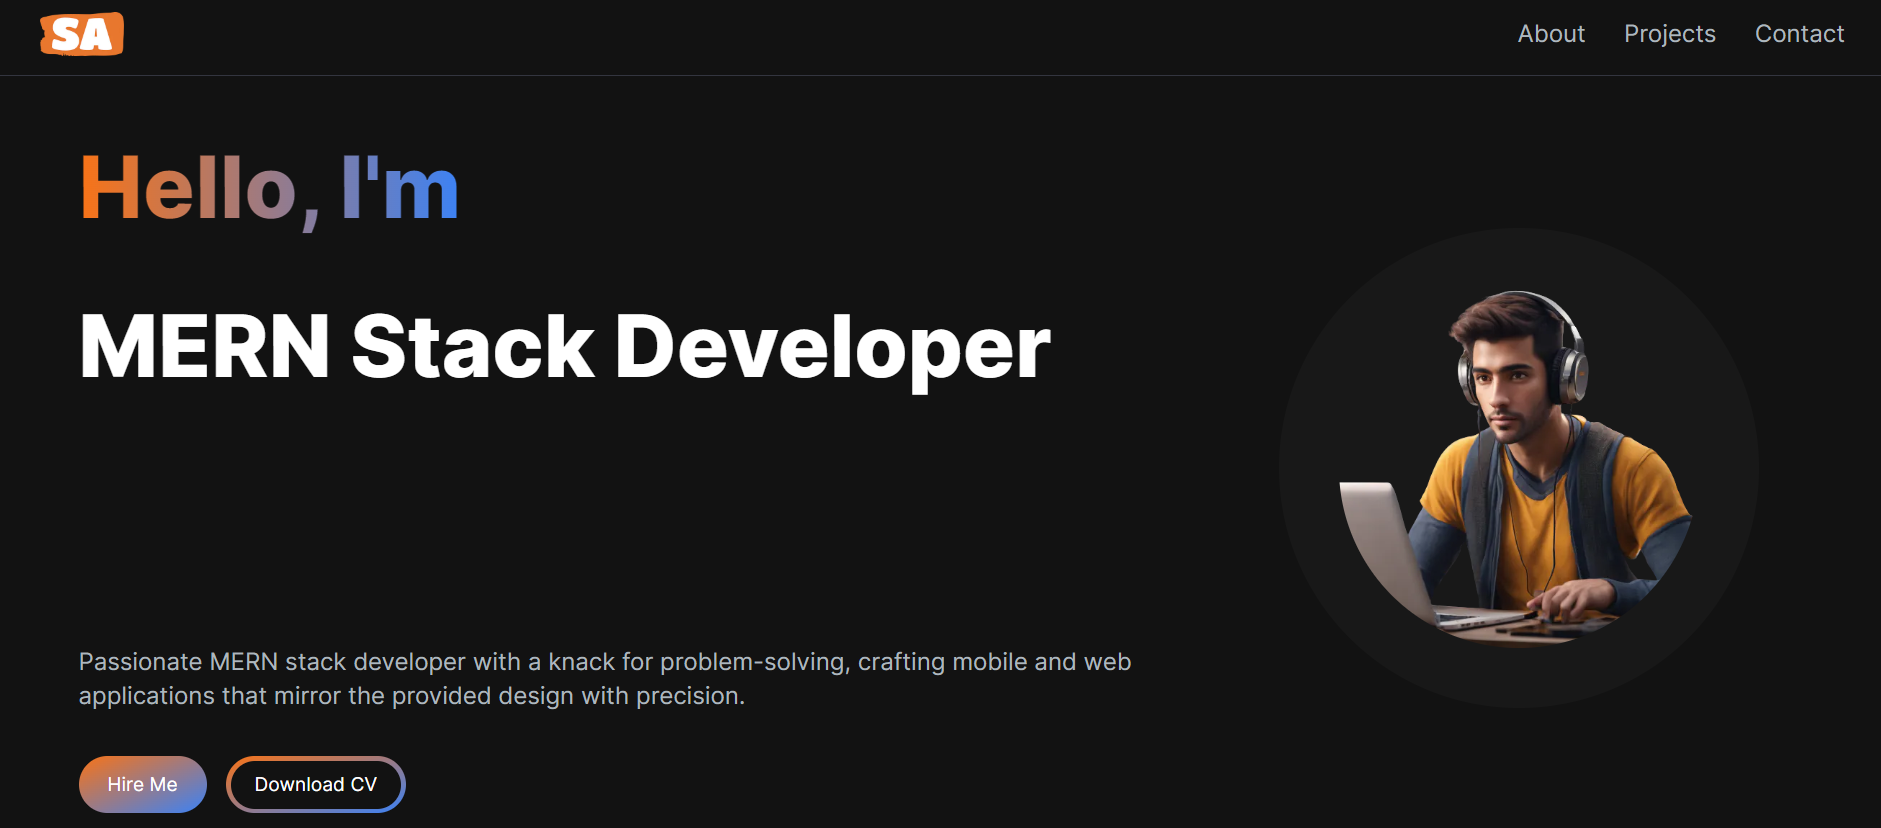 SA
About
Projects
Contact
Hello, I'm
MERN Stack Developer
Passionate MERN stack developer with a knack for problem-solving, crafting mobile and web
applications that mirror the provided design with precision.
Hire Me
Download CV